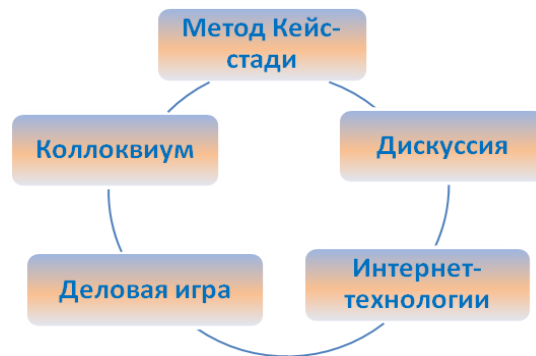 Метод Кейс-
стади
Дискуссия
Интернет-
технологии
Деловая игра
Коллоквиум